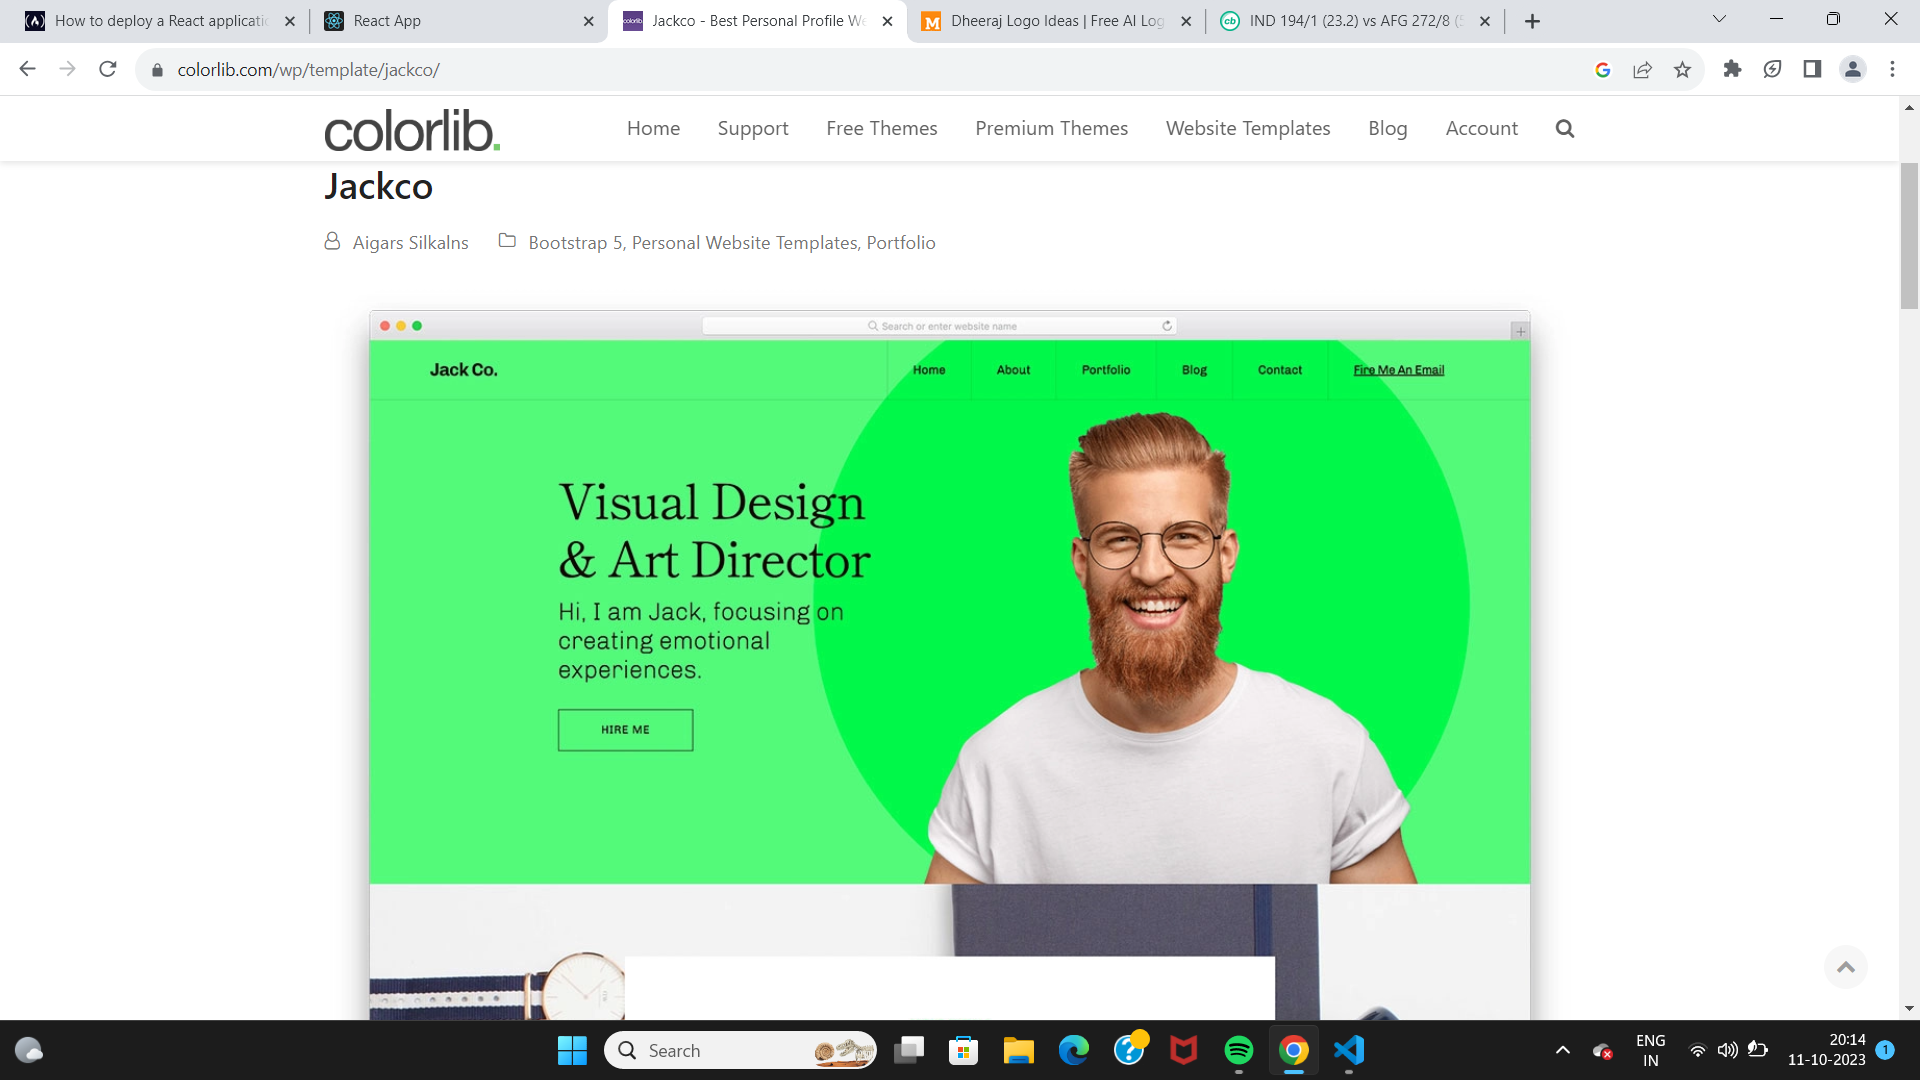 How to deploy a React applicatio
React App
Jackco - Best Personal Profile We
Dheeraj Logo Ideas | Free AI Log
IND 194/1 (23.2) vs AFG 272/8 (5
colorlib.com/wp/template/jackco/
colorlib.
Home
Support
Free Themes
Premium Themes
Website Templates
Blog
Account
Jackco
Aigars Silkalns
Bootstrap 5, Personal Website Templates, Portfolio
Search or enter website name
Jack Co.
Home
About
Portfolio
Blog
Contact
Fire Me An Email
Visual Design
& Art Director
Hi, I am Jack, focusing on
creating emotional
experiences.
HIRE ME
Search
ENG
IN
20:14
11-10-2023
1